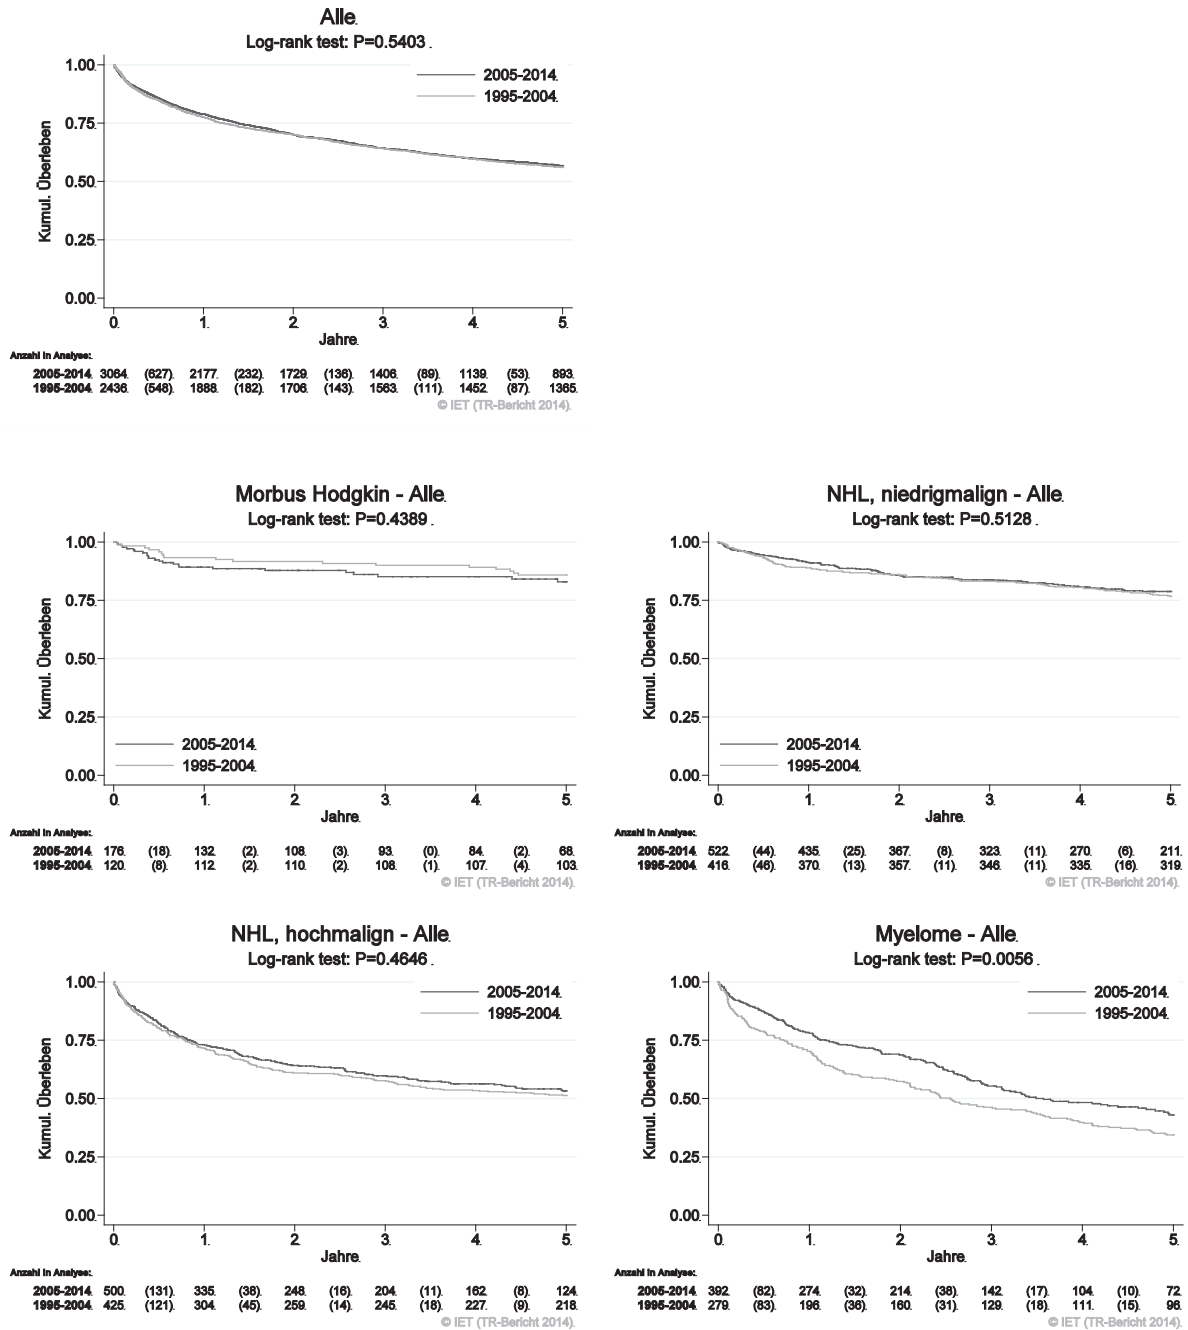 Alle.
Log-rank test: P=0.5403 .
1.00
0.75
0.50
0.25
0.00
Kumul. Überleben
2005-2014.
1995-2004.
0. 1. 2. 3. 4. 5.
Jahre.
Anzahl in Analyse:.
2005-2014. 3064. (627). 2177. (232). 1729. (136). 1406. (89). 1139. (53). 893.
1995-2004. 2436. (548). 1888. (182). 1706. (143). 1563. (111). 1452. (87). 1365.
© IET (TR-Bericht 2014).
Morbus Hodgkin - Alle.
Log-rank test: P=0.4389 .
1.00
0.75
0.50
0.25
0.00
Kumul. Überleben
2005-2014.
1995-2004.
0. 1. 2. 3. 4. 5.
Jahre.
Anzahl in Analyse:.
2005-2014. 176. (18). 132. (2). 108. (3). 93. (0). 84. (2). 68.
1995-2004. 120. (8). 112. (2). 110. (2). 108. (1). 107. (4). 103.
© IET (TR-Bericht 2014).
NHL, niedrigmalign - Alle.
Log-rank test: P=0.5128 .
1.00
0.75
0.50
0.25
0.00
Kumul. Überleben
2005-2014.
1995-2004.
0. 1. 2. 3. 4. 5.
Jahre.
Anzahl in Analyse:.
2005-2014. 522. (44). 435. (25). 367. (8). 323. (11). 270. (6). 211.
1995-2004. 416. (46). 370. (13). 357. (11). 346. (11). 335. (16). 319.
© IET (TR-Bericht 2014).
NHL, hochmalign - Alle.
Log-rank test: P=0.4646 .
1.00
0.75
0.50
0.25
0.00
Kumul. Überleben
2005-2014.
1995-2004.
0. 1. 2. 3. 4. 5.
Jahre.
Anzahl in Analyse:.
2005-2014. 500. (131). 335. (38). 248. (16). 204. (11). 162. (8). 124.
1995-2004. 425. (121). 304. (45). 259. (14). 245. (18). 227. (9). 218.
© IET (TR-Bericht 2014).
Myelome - Alle.
Log-rank test: P=0.0056 .
1.00
0.75
0.50
0.25
0.00
Kumul. Überleben
2005-2014.
1995-2004.
0. 1. 2. 3. 4. 5.
Jahre.
Anzahl in Analyse:.
2005-2014. 392. (82). 274. (32). 214. (38). 142. (17). 104. (10). 72.
1995-2004. 279. (83). 196. (36). 160. (31). 129. (18). 111. (15). 96.
© IET (TR-Bericht 2014).